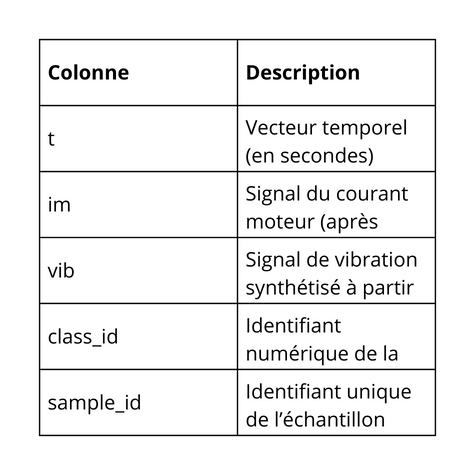 Colonne
Description
t
Vecteur temporel
(en secondes)
im
Signal du courant
moteur (après
vib
Signal de vibration
synthétisé à partir
class_id
Identifiant
numérique de la
sample_id
Identifiant unique
de l’échantillon